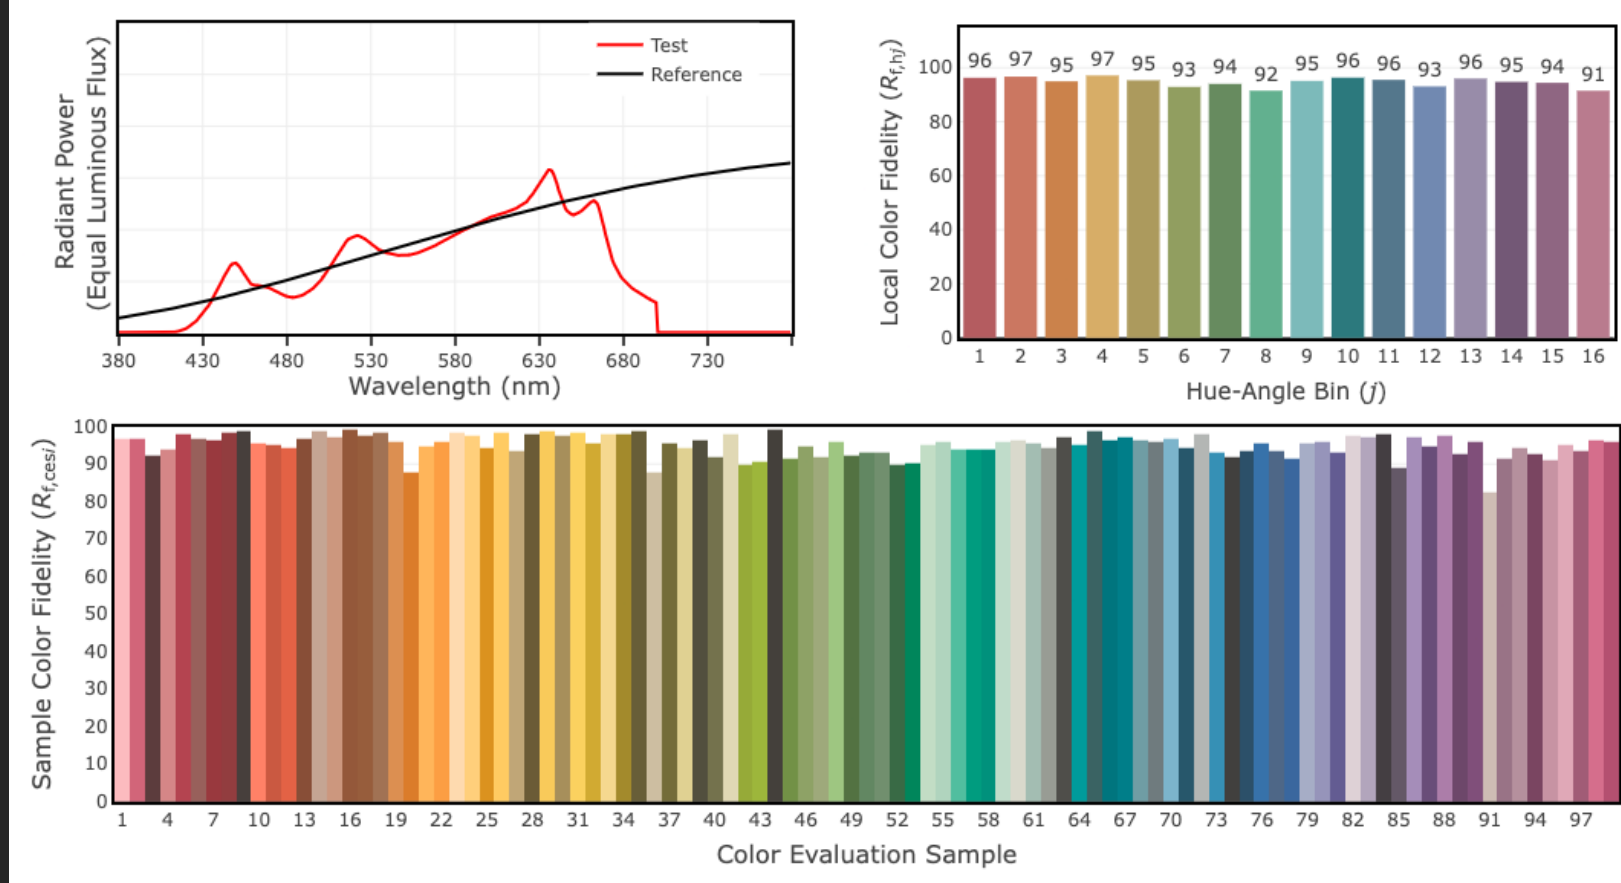 Radiant Power
(Equal Luminous Flux)
Test
Reference
380 430 480 530 580 630 680 730
Wavelength (nm)
Local Color Fidelity (Rf,hj)
100
80
60
40
20
0
96 97 95 97 95 93 94 92 95 96 96 93 96 95 94 91
1 2 3 4 5 6 7 8 9 10 11 12 13 14 15 16
Hue-Angle Bin (j)
Sample Color Fidelity (Rf,cesi)
100
90
80
70
60
50
40
30
20
10
0
1 4 7 10 13 16 19 22 25 28 31 34 37 40 43 46 49 52 55 58 61 64 67 70 73 76 79 82 85 88 91 94 97
Color Evaluation Sample